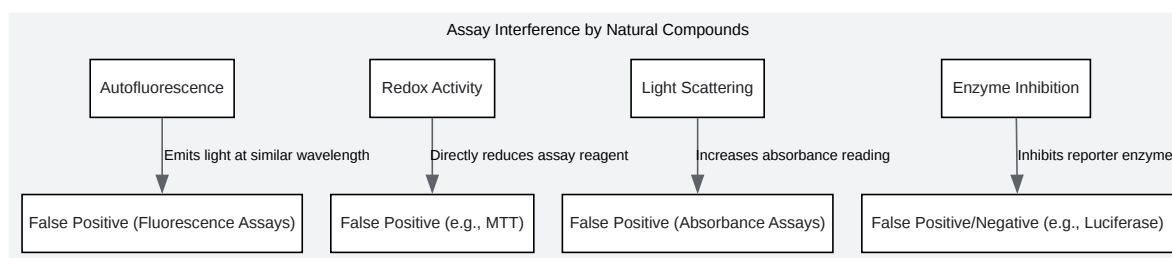 Assay Interference by Natural Compounds
Autofluorescence
Redox Activity
Light Scattering
Enzyme Inhibition
Emits light at similar wavelength
Directly reduces assay reagent
Increases absorbance reading
Inhibits reporter enzyme
False Positive (Fluorescence Assays)
False Positive (e.g., MTT)
False Positive (Absorbance Assays)
False Positive/Negative (e.g., Luciferase)